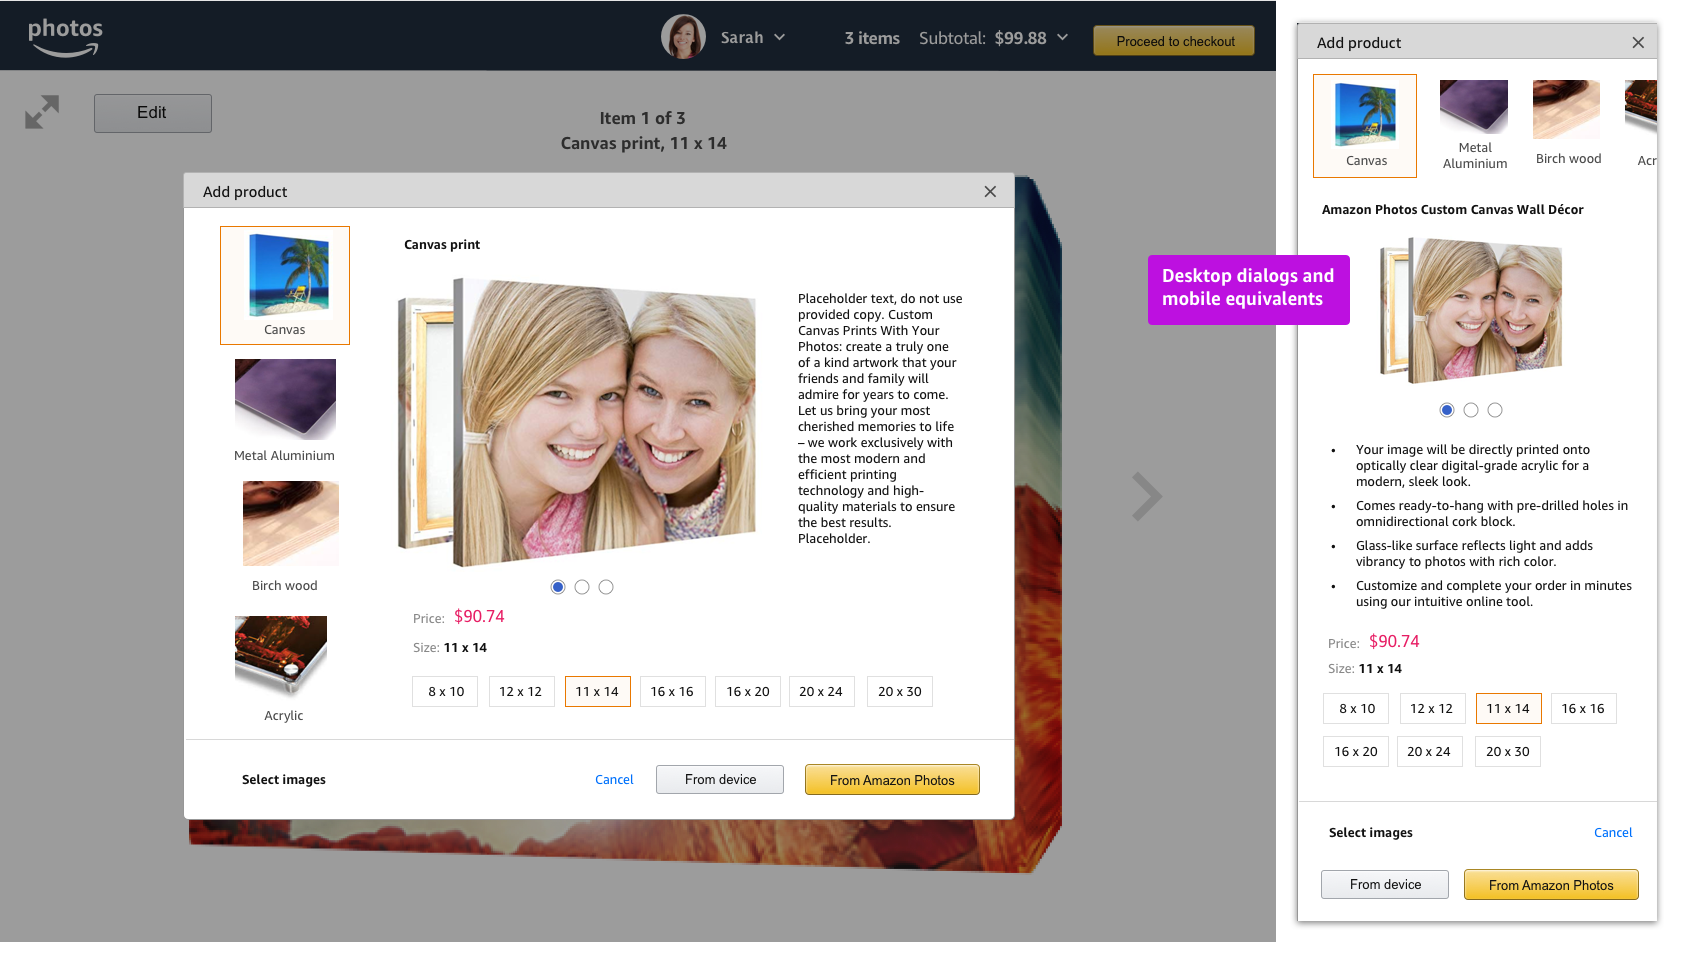 photos
Sarah
3 items
Subtotal: $99.88
Proceed to checkout
Edit
Item 1 of 3
Canvas print, 11 x 14
Add product
Canvas
Metal Aluminium
Birch wood
Acrylic
Canvas print
Placeholder text, do not use
provided copy. Custom
Canvas Prints With Your
Photos: create a truly one
of a kind artwork that your
friends and family will
admire for years to come.
Let us bring your most
cherished memories to life
– we work exclusively with
the most modern and
efficient printing
technology and high-
quality materials to ensure
the best results.
Placeholder.
Price: $90.74
Size: 11 x 14
8 x 10
12 x 12
11 x 14
16 x 16
16 x 20
20 x 24
20 x 30
Select images
Cancel
From device
From Amazon Photos
Desktop dialogs and
mobile equivalents
Add product
Canvas
Metal
Aluminium
Birch wood
Acr
Amazon Photos Custom Canvas Wall Décor
• Your image will be directly printed onto
optically clear digital-grade acrylic for a
modern, sleek look.
• Comes ready-to-hang with pre-drilled holes in
omnidirectional cork block.
• Glass-like surface reflects light and adds
vibrancy to photos with rich color.
• Customize and complete your order in minutes
using our intuitive online tool.
Price: $90.74
Size: 11 x 14
8 x 10
12 x 12
11 x 14
16 x 16
16 x 20
20 x 24
20 x 30
Select images
Cancel
From device
From Amazon Photos